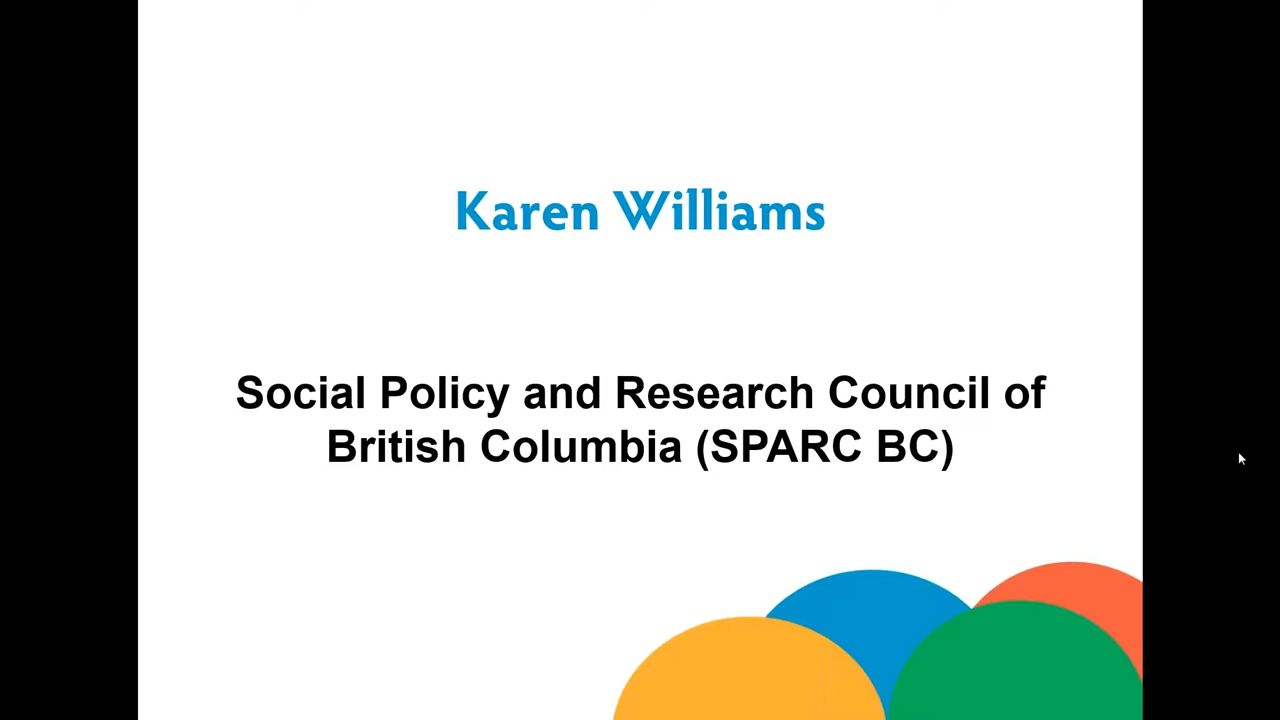 Karen Williams
Social Policy and Research Council of
British Columbia (SPARC BC)